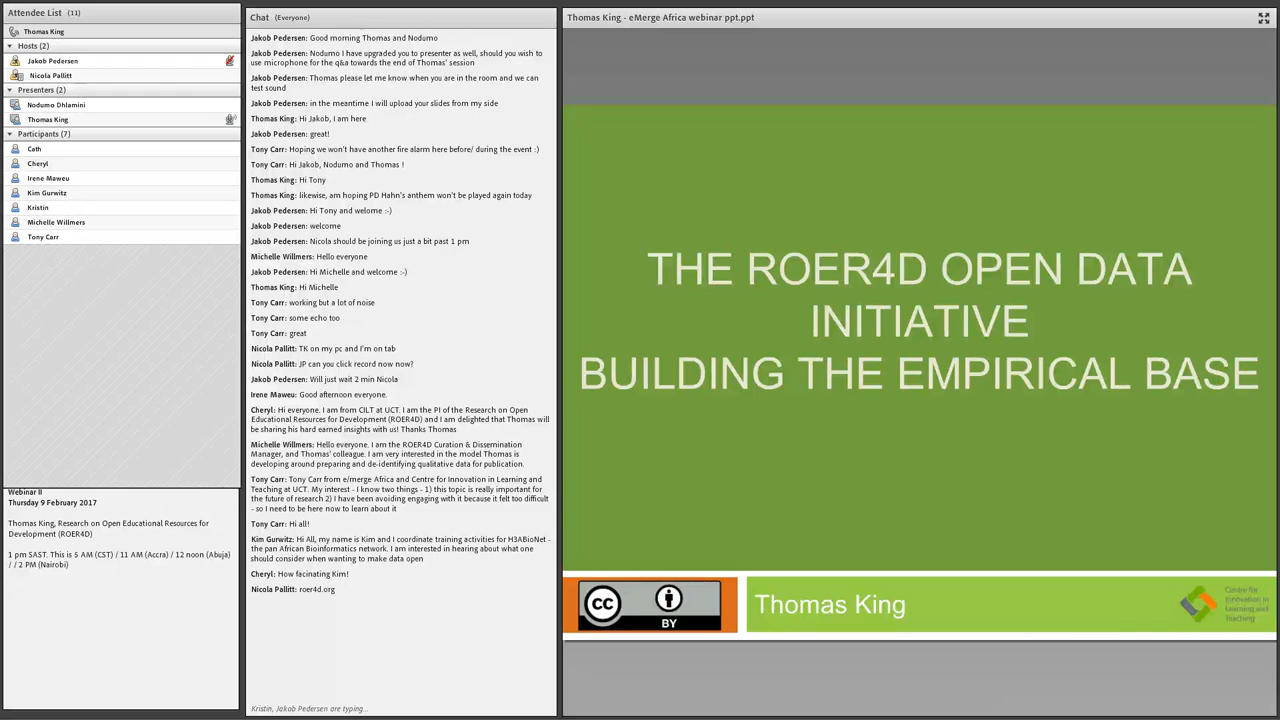 Attendee List (11)
Thomas King
Hosts (2)
Jakob Pedersen
Nicola Pallitt
Presenters (2)
Nodumo Dhlamini
Thomas King
Participants (7)
Cath
Cheryl
Irene Maweu
Kim Gurwitz
Kristin
Michelle Willmers
Tony Carr
Webinar II
Thursday 9 February 2017
Thomas King, Research on Open Educational Resources for
Development (ROER4D)
1 pm SAST. This is 5 AM (CST) / 11 AM (Accra) / 12 noon (Abuja)
/ / 2 PM (Nairobi)
Chat (Everyone)
Jakob Pedersen: Good morning Thomas and Nodumo
Jakob Pedersen: Nodumo I have upgraded you to presenter as well, should you wish to
use microphone for the q&a towards the end of Thomas' session
Jakob Pedersen: Thomas please let me know when you are in the room and we can
test sound
Jakob Pedersen: in the meantime I will upload your slides from my side
Thomas King: Hi Jakob, I am here
Jakob Pedersen: great!
Tony Carr: Hoping we won't have another fire alarm here before/ during the event :)
Tony Carr: Hi Jakob, Nodumo and Thomas !
Thomas King: Hi Tony
Thomas King: likewise, am hoping PD Hahn's anthem won't be played again today
Jakob Pedersen: Hi Tony and welome :-)
Jakob Pedersen: welcome
Jakob Pedersen: Nicola should be joining us just a bit past 1 pm
Michelle Willmers: Hello everyone
Jakob Pedersen: Hi Michelle and welcome :-)
Thomas King: Hi Michelle
Tony Carr: working but a lot of noise
Tony Carr: some echo too
Tony Carr: great
Nicola Pallitt: TK on my pc and I'm on tab
Nicola Pallitt: JP can you click record now now?
Jakob Pedersen: Will just wait 2 min Nicola
Irene Maweu: Good afternoon everyone.
Cheryl: Hi everyone. I am from CILT at UCT. I am the PI of the Research on Open
Educational Resources for Development (ROER4D) and I am delighted that Thomas will
be sharing his hard earned insights with us! Thanks Thomas
Michelle Willmers: Hello everyone. I am the ROER4D Curation & Dissemination
Manager, and Thomas' colleague. I am very interested in the model Thomas is
developing around preparing and de-identifying qualitative data for publication.
Tony Carr: Tony Carr from e/merge Africa and Centre for Innovation in Learning and
Teaching at UCT. My interest - I know two things - 1) this topic is really important for
the future of research 2) I have been avoiding engaging with it because it felt too difficult
- so I need to be here now to learn about it
Tony Carr: Hi all!
Kim Gurwitz: Hi All, my name is Kim and I coordinate training activities for H3ABioNet -
the pan African Bioinformatics network. I am interested in hearing about what one
should consider when wanting to make data open
Cheryl: How facinating Kim!
Nicola Pallitt: roer4d.org
Kristin, Jakob Pedersen are typing...
Thomas King - eMerge Africa webinar ppt.ppt
THE ROER4D OPEN DATA
INITIATIVE
BUILDING THE EMPIRICAL BASE
CC
BY
Thomas King
Centre for
Innovation in
Learning and
Teaching